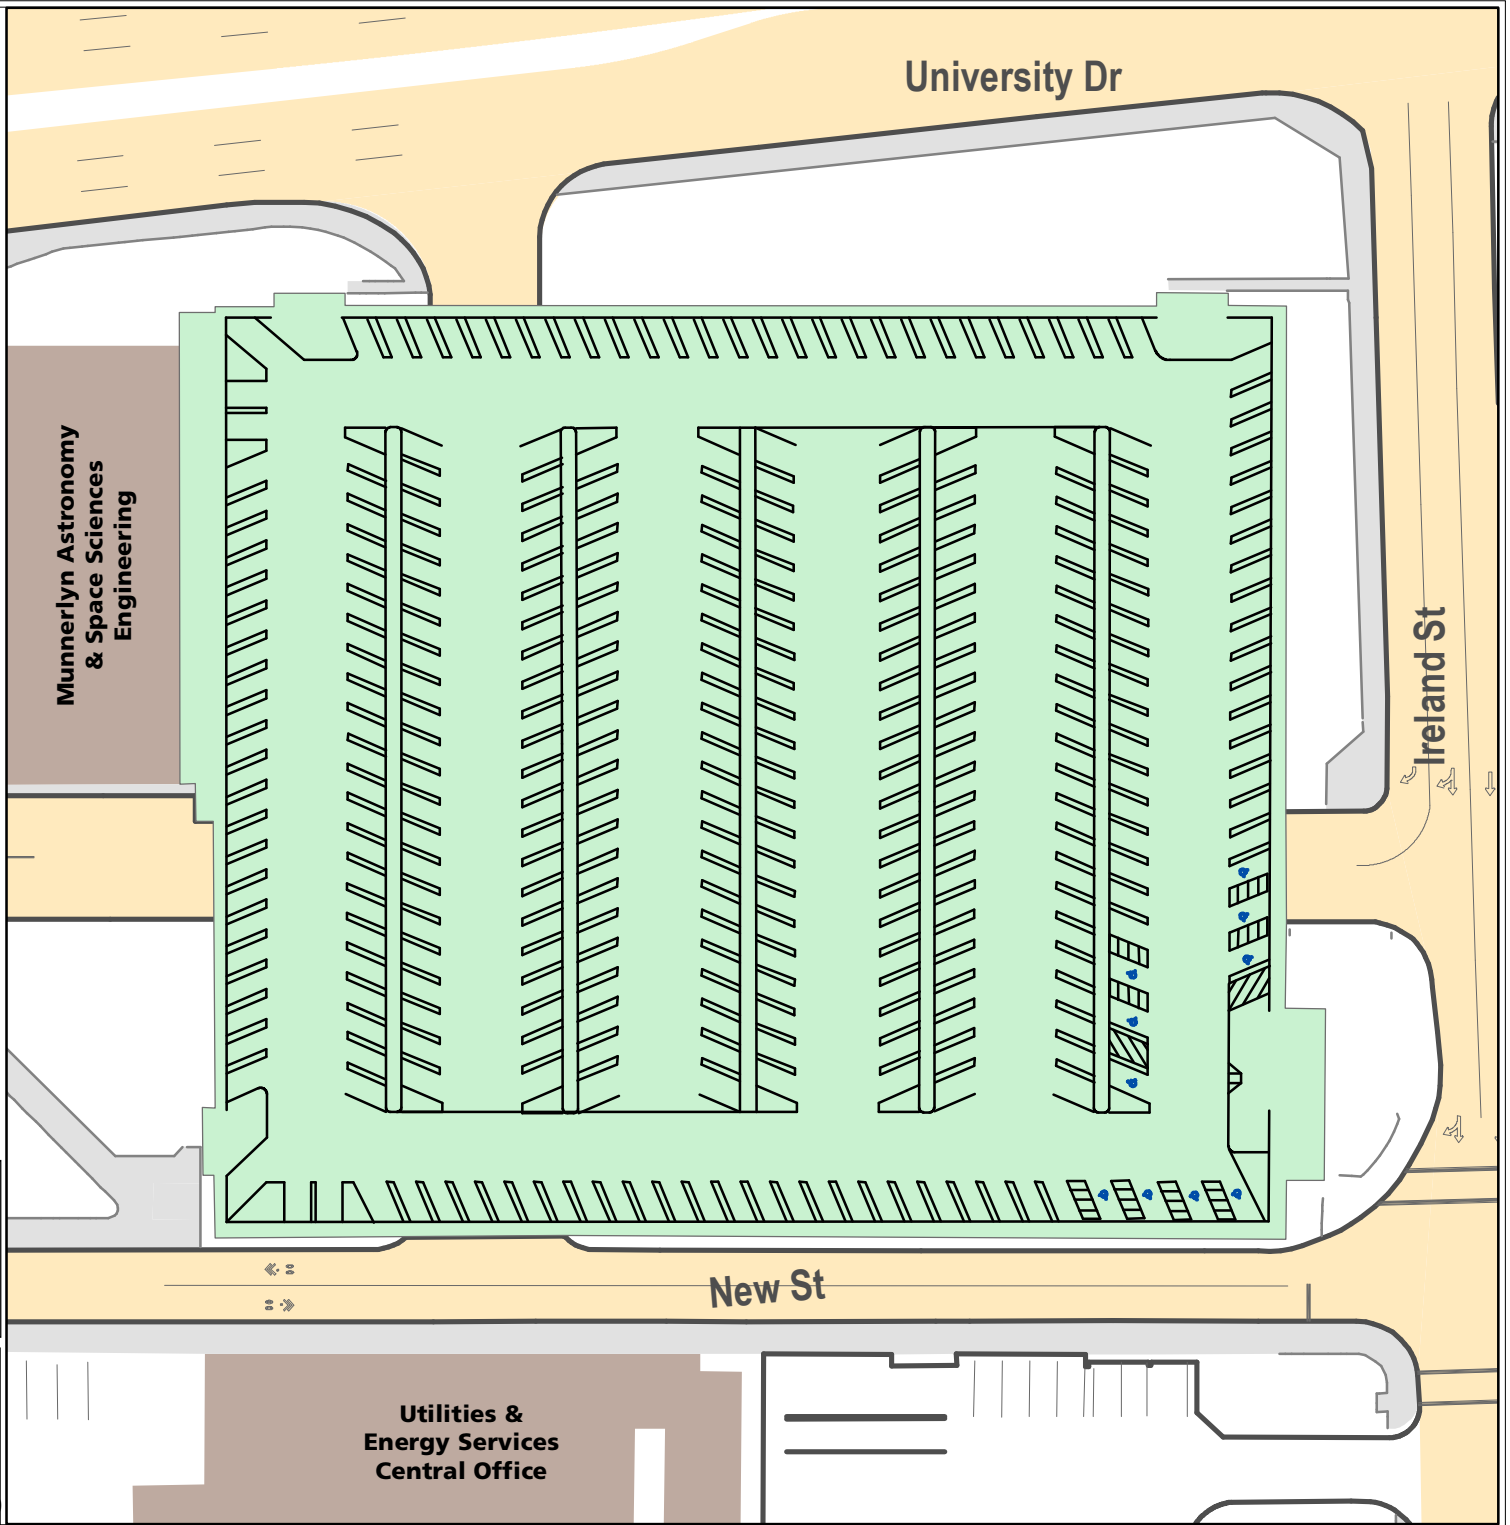 University Dr
Munnerlyn Astronomy
& Space Sciences
Engineering
Ireland St
New St
Utilities &
Energy Services
Central Office